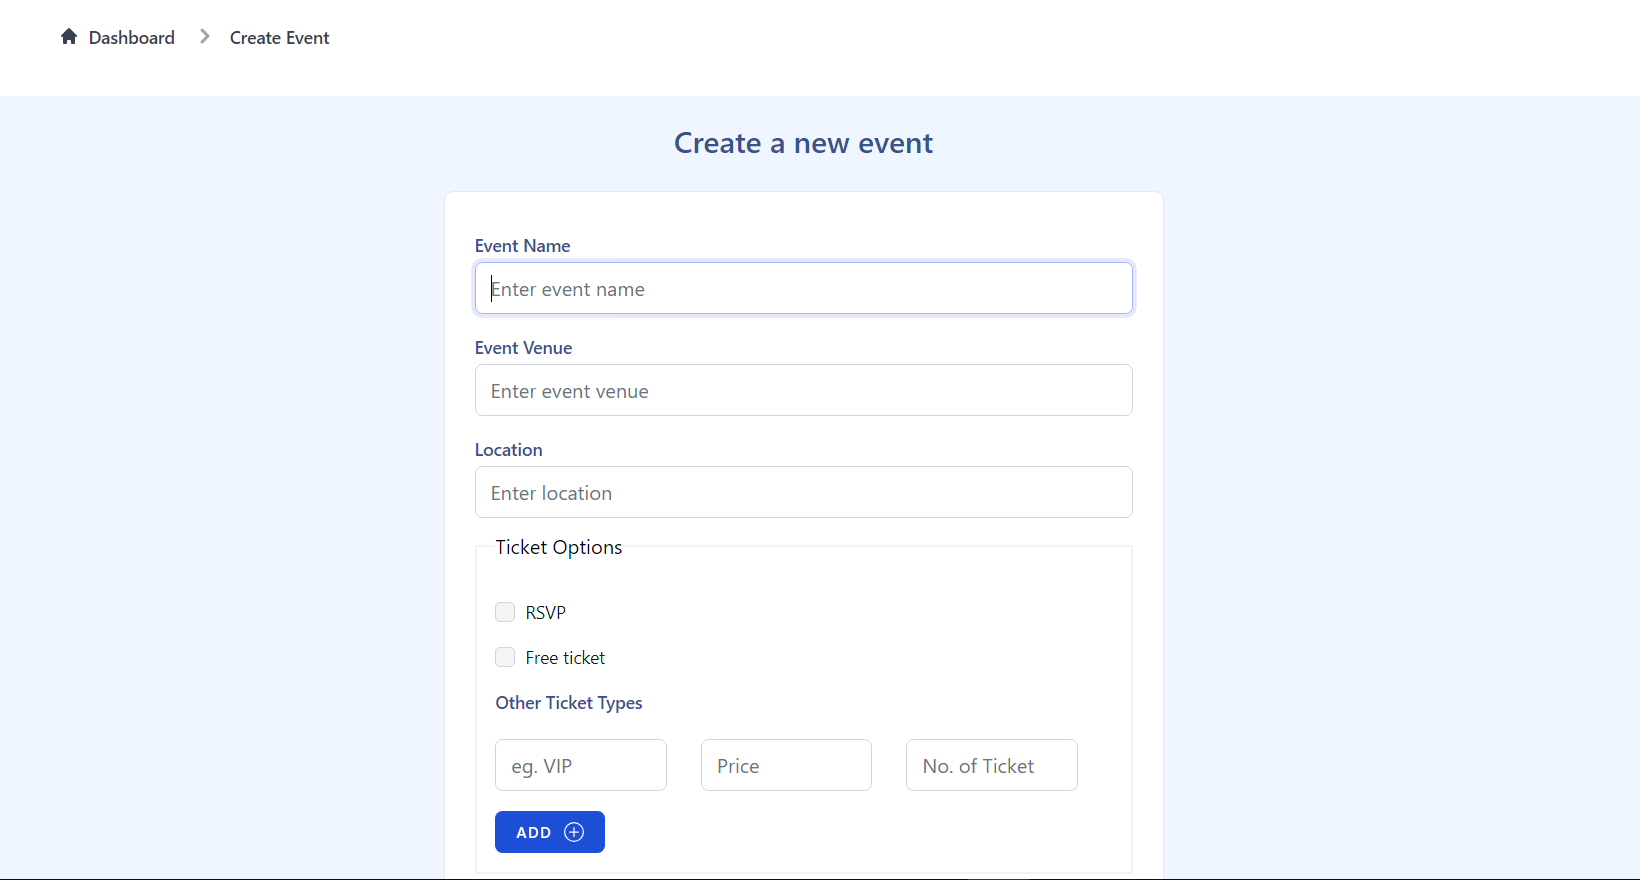 Dashboard > Create Event
Create a new event
Event Name
Enter event name
Event Venue
Enter event venue
Location
Enter location
Ticket Options
RSVP
Free ticket
Other Ticket Types
eg. VIP Price No. of Ticket
ADD